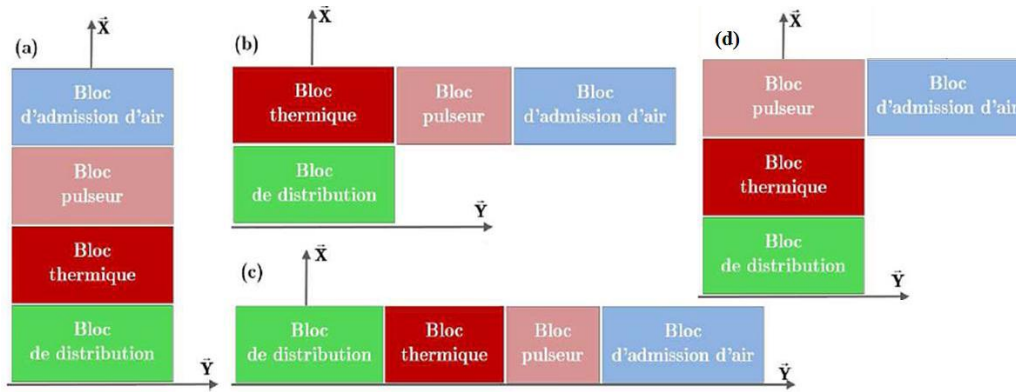 (a)
X⃗
Bloc
d'admission d'air
Bloc
pulseur
Bloc
thermique
Bloc
de distribution
Y⃗
(b)
X⃗
Bloc
thermique
Bloc
pulseur
Bloc
d'admission d'air
Bloc
de distribution
Y⃗
(c)
X⃗
Bloc
de distribution
Bloc
thermique
Bloc
pulseur
Bloc
d'admission d'air
Y⃗
(d)
X⃗
Bloc
pulseur
Bloc
d'admission d'air
Bloc
thermique
Bloc
de distribution
Y⃗